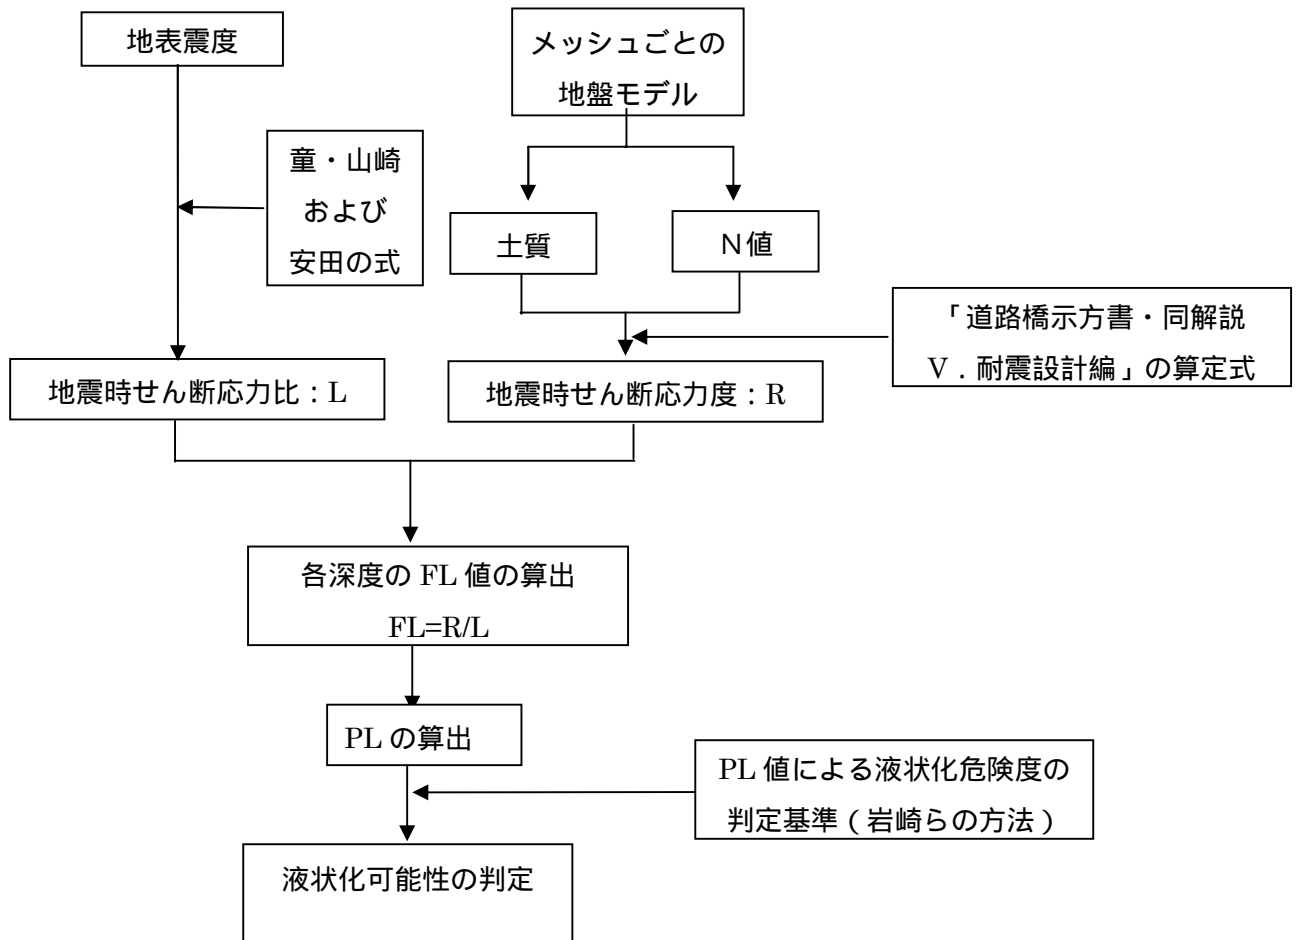 地表震度
メッシュごとの
地盤モデル
童・山崎
および
安田の式
土質
N値
「道路橋示方書・同解説
V.耐震設計編」の算定式
地震時せん断応力比:L
地震時せん断応力度:R
各深度の FL 値の算出
FL=R/L
PL の算出
PL 値による液状化危険度の
判定基準(岩崎らの方法)
液状化可能性の判定